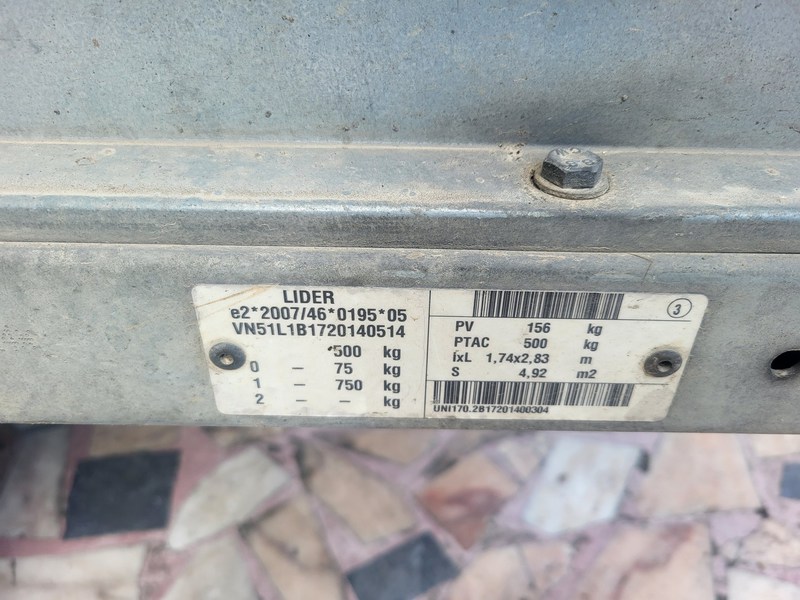 LIDER
e2*2007/46*0195*05
VN51L1B1720140514
500 kg
0 - 75 kg
1 - 750 kg
2 - - kg
3
PV 156 kg
PTAC 500 kg
lxL 1,74x2,83 m
S 4,92 m2
UNI170.2B17201400304